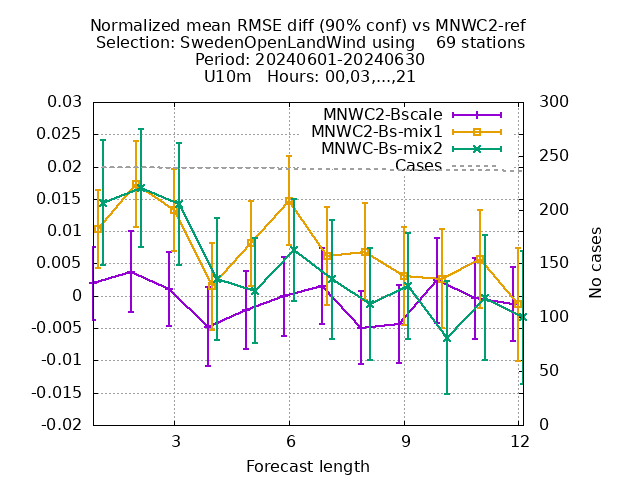 Normalized mean RMSE diff (90% conf) vs MNWC2-ref
Selection: SwedenOpenLandWind using    69 stations
Period: 20240601-20240630
U10m   Hours: 00,03,...,21
MNWC2-Bscale
MNWC2-Bs-mix1
MNWC-Bs-mix2
Cases
0.03
0.025
0.02
0.015
0.01
0.005
0
-0.005
-0.01
-0.015
-0.02
300
250
200
150
100
50
0
No cases
3
6
9
12
Forecast length